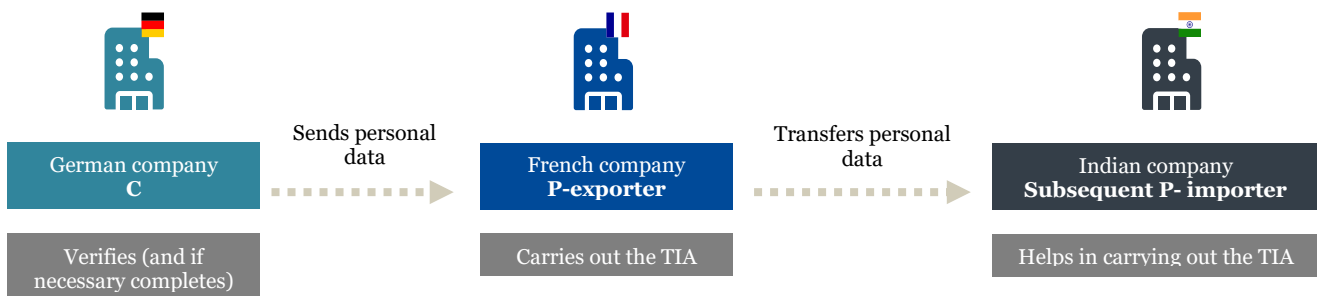 Sends personal
data
Transfers personal
data
German company
C
French company
P-exporter
Indian company
Subsequent P- importer
Verifies (and if
necessary completes)
Carries out the TIA
Helps in carrying out the TIA